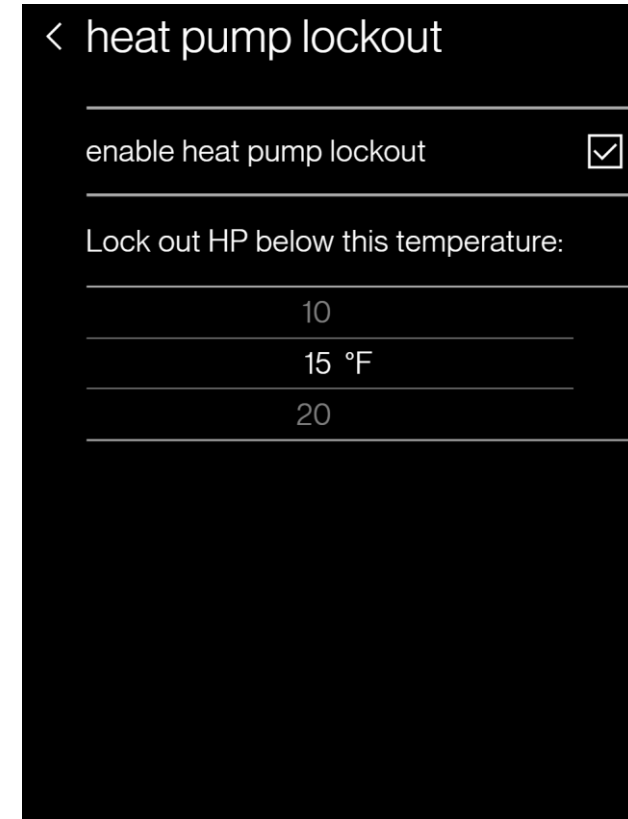 heat pump lockout
enable heat pump lockout
Lock out HP below this temperature:
10
15 °F
20